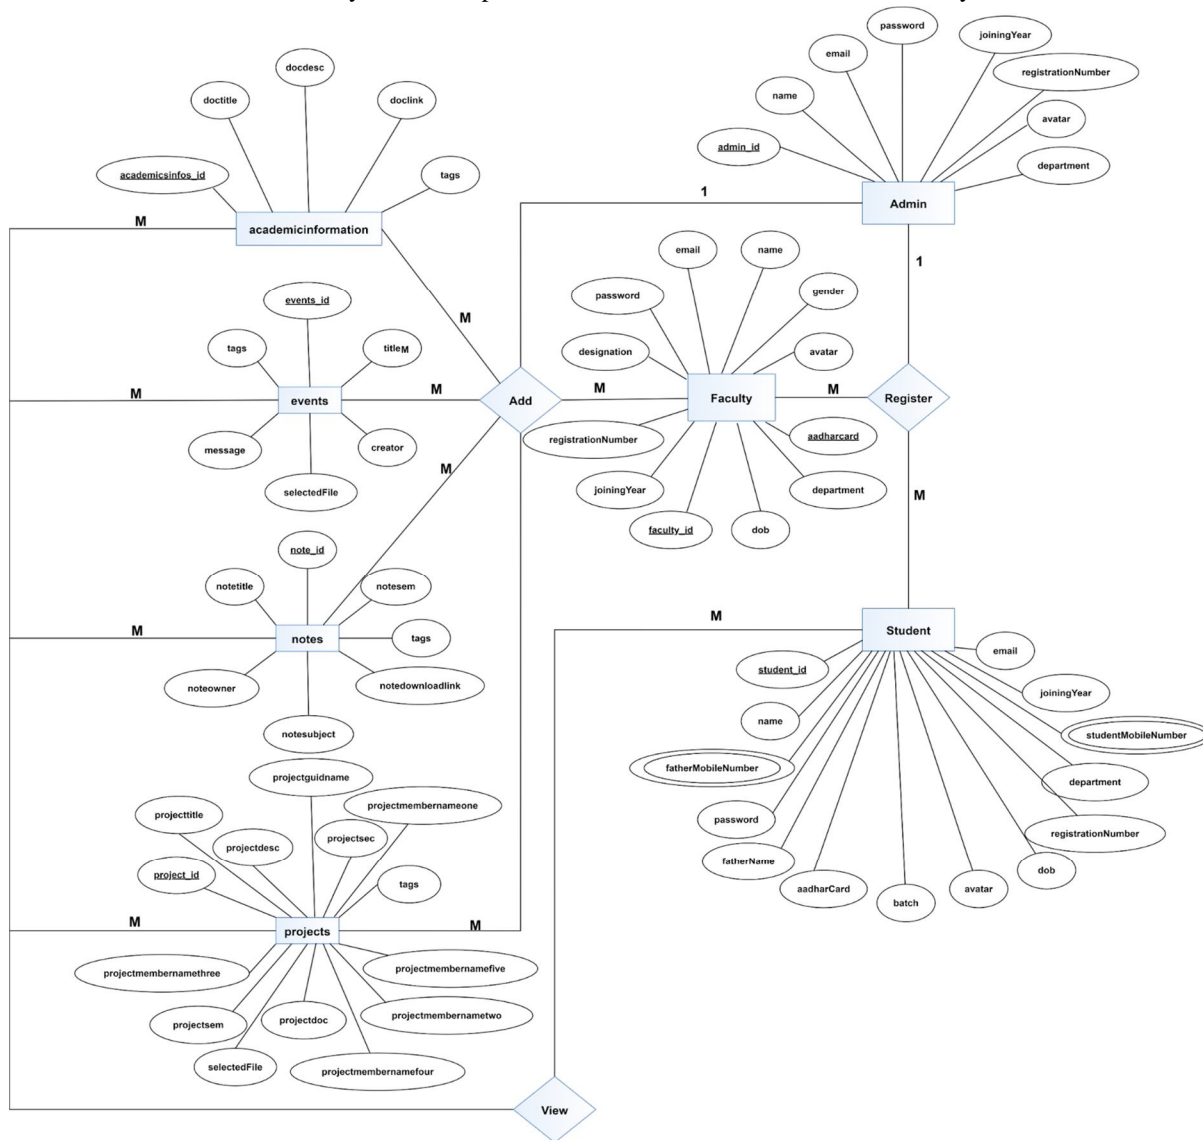 password
joiningYear
email
registrationNumber
name
avatar
admin_id
department
Admin
docdesc
doctitle
doclink
academicsinfos_id
tags
academicinformation
M
1
1
M
email
name
password
gender
designation
avatar
Faculty
registrationNumber
aadharcard
joiningYear
department
faculty_id
dob
M
M
Register
M
events_id
tags
titleM
events
message
creator
selectedFile
M
M
Add
M
note_id
notetitle
notesem
notes
tags
noteowner
notedownloadlink
notesubject
M
M
Student
student_id
email
name
joiningYear
studentMobileNumber
fatherMobileNumber
department
password
registrationNumber
fatherName
dob
aadharCard
avatar
batch
projectguidname
projectmembernameone
projecttitle
projectsec
projectdesc
project_id
tags
M
projects
M
projectmembernamethree
projectmembernamefive
projectsem
projectdoc
projectmembernametwo
selectedFile
projectmembernamefour
View